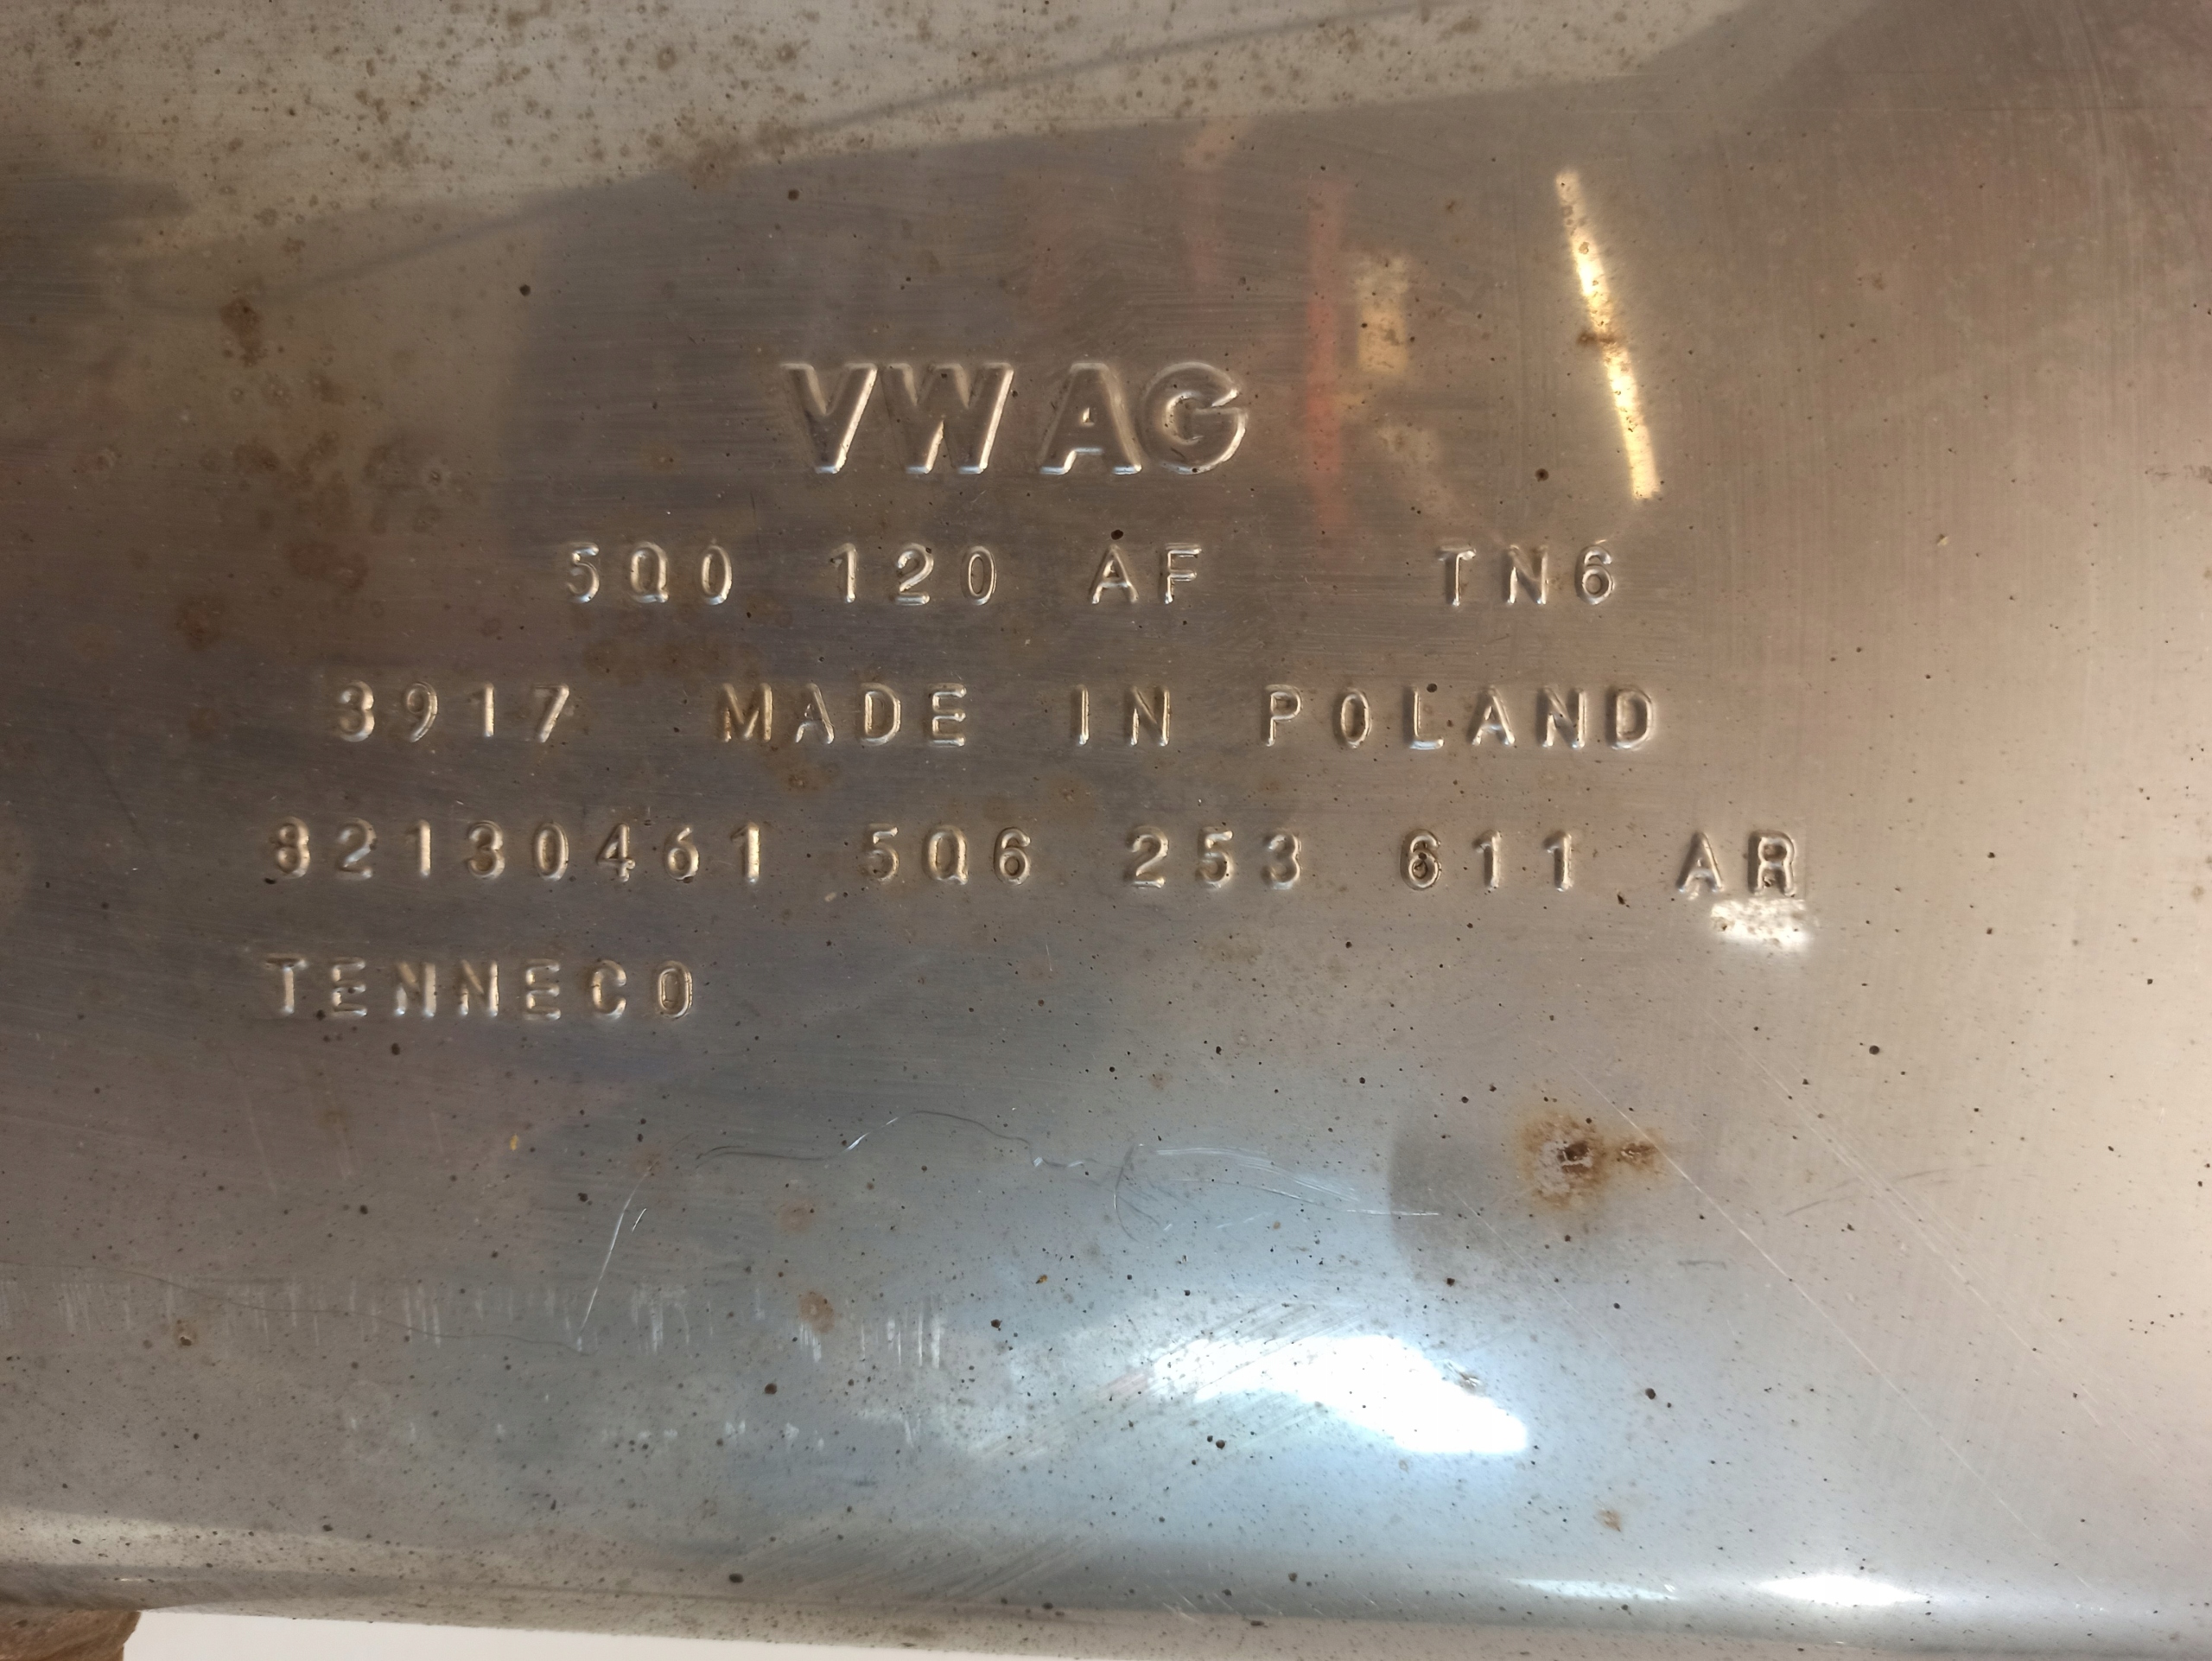 VW AG
5Q0 120 AF TN6
3917 MADE IN POLAND
82130461 5Q6 253 611 AR
TENNECO